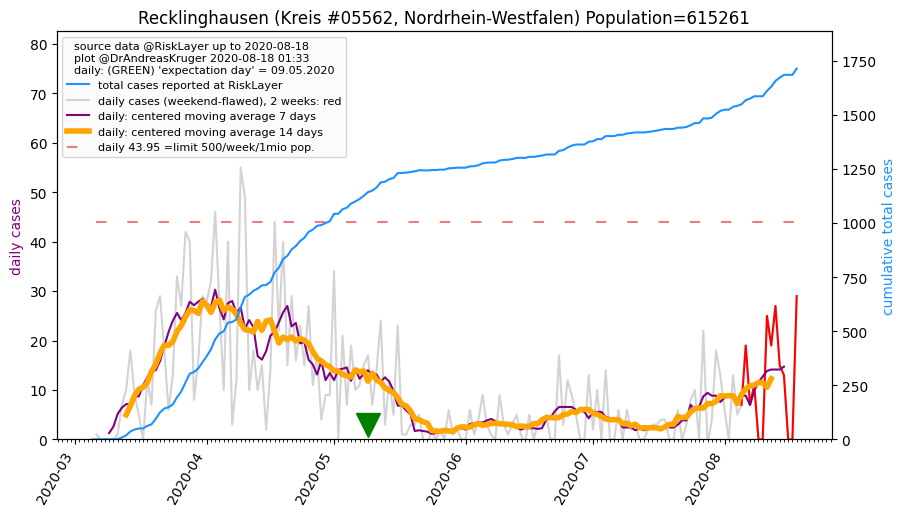 Recklinghausen (Kreis #05562, Nordrhein-Westfalen) Population=615261
source data @RiskLayer up to 2020-08-18
plot @DrAndreasKruger 2020-08-18 01:33
daily: (GREEN) 'expectation day' = 09.05.2020
total cases reported at RiskLayer
daily cases (weekend-flawed), 2 weeks: red
daily: centered moving average 7 days
daily: centered moving average 14 days
daily 43.95 =limit 500/week/1mio pop.
daily cases
80
70
60
50
40
30
20
10
0
cumulative total cases
1750
1500
1250
1000
750
500
250
0
2020-03
2020-04
2020-05
2020-06
2020-07
2020-08